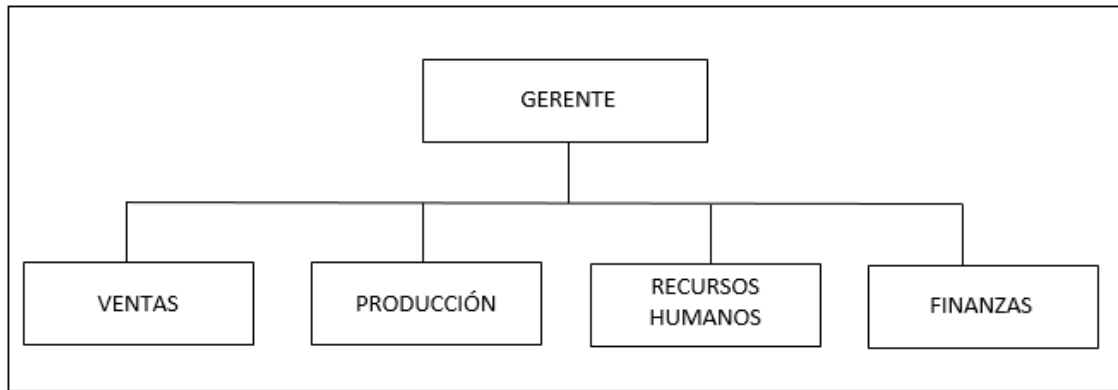 GERENTE
VENTAS
PRODUCCIÓN
RECURSOS
HUMANOS
FINANZAS